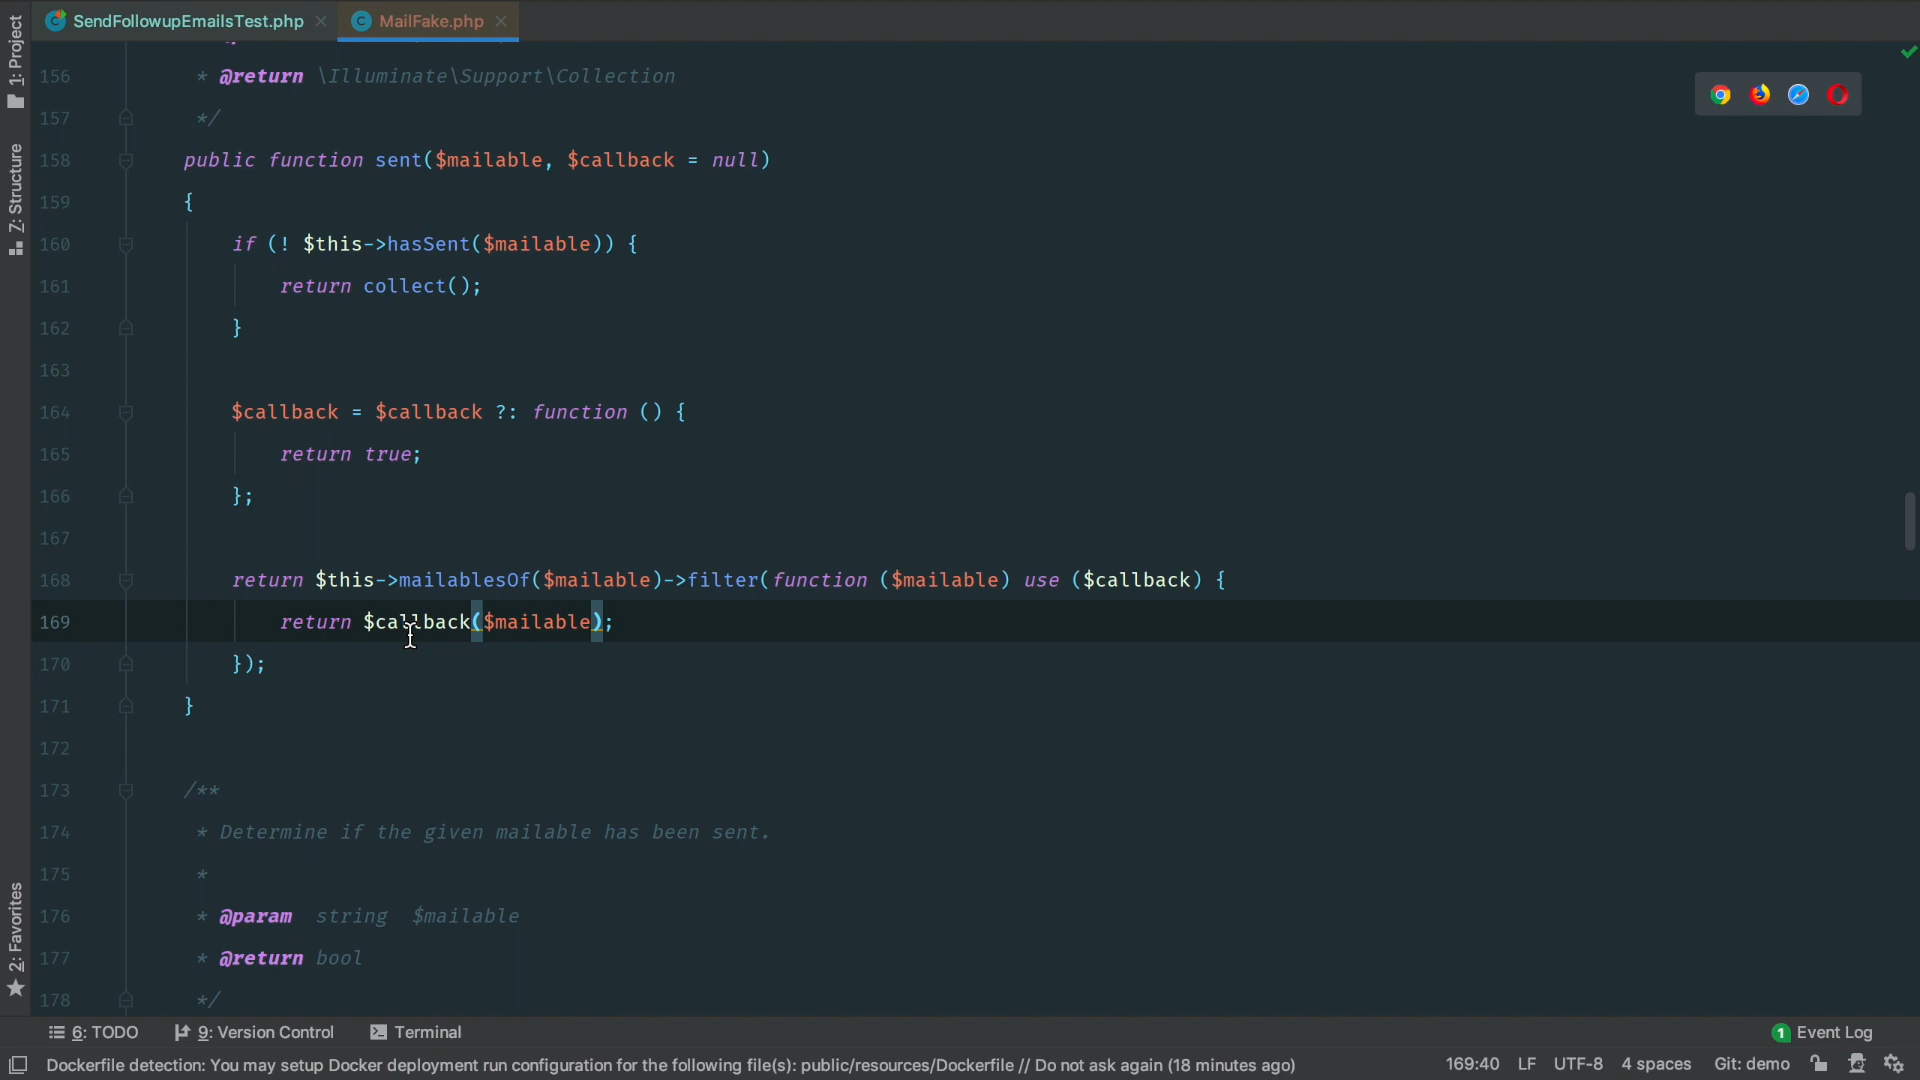 SendFollowupEmailsTest.php
MailFake.php
1: Project
Z: Structure
2: Favorites
156 * @return \Illuminate\Support\Collection
157 */
158 public function sent($mailable, $callback = null)
159 {
160 if (! $this->hasSent($mailable)) {
161 return collect();
162 }
163
164 $callback = $callback ?: function () {
165 return true;
166 };
167
168 return $this->mailablesOf($mailable)->filter(function ($mailable) use ($callback) {
169 return $callback($mailable);
170 });
171 }
172
173 /**
174 * Determine if the given mailable has been sent.
175 *
176 * @param string $mailable
177 * @return bool
178 */
6: TODO 9: Version Control Terminal 1 Event Log
Dockerfile detection: You may setup Docker deployment run configuration for the following file(s): public/resources/Dockerfile // Do not ask again (18 minutes ago) 169:40 LF UTF-8 4 spaces Git: demo